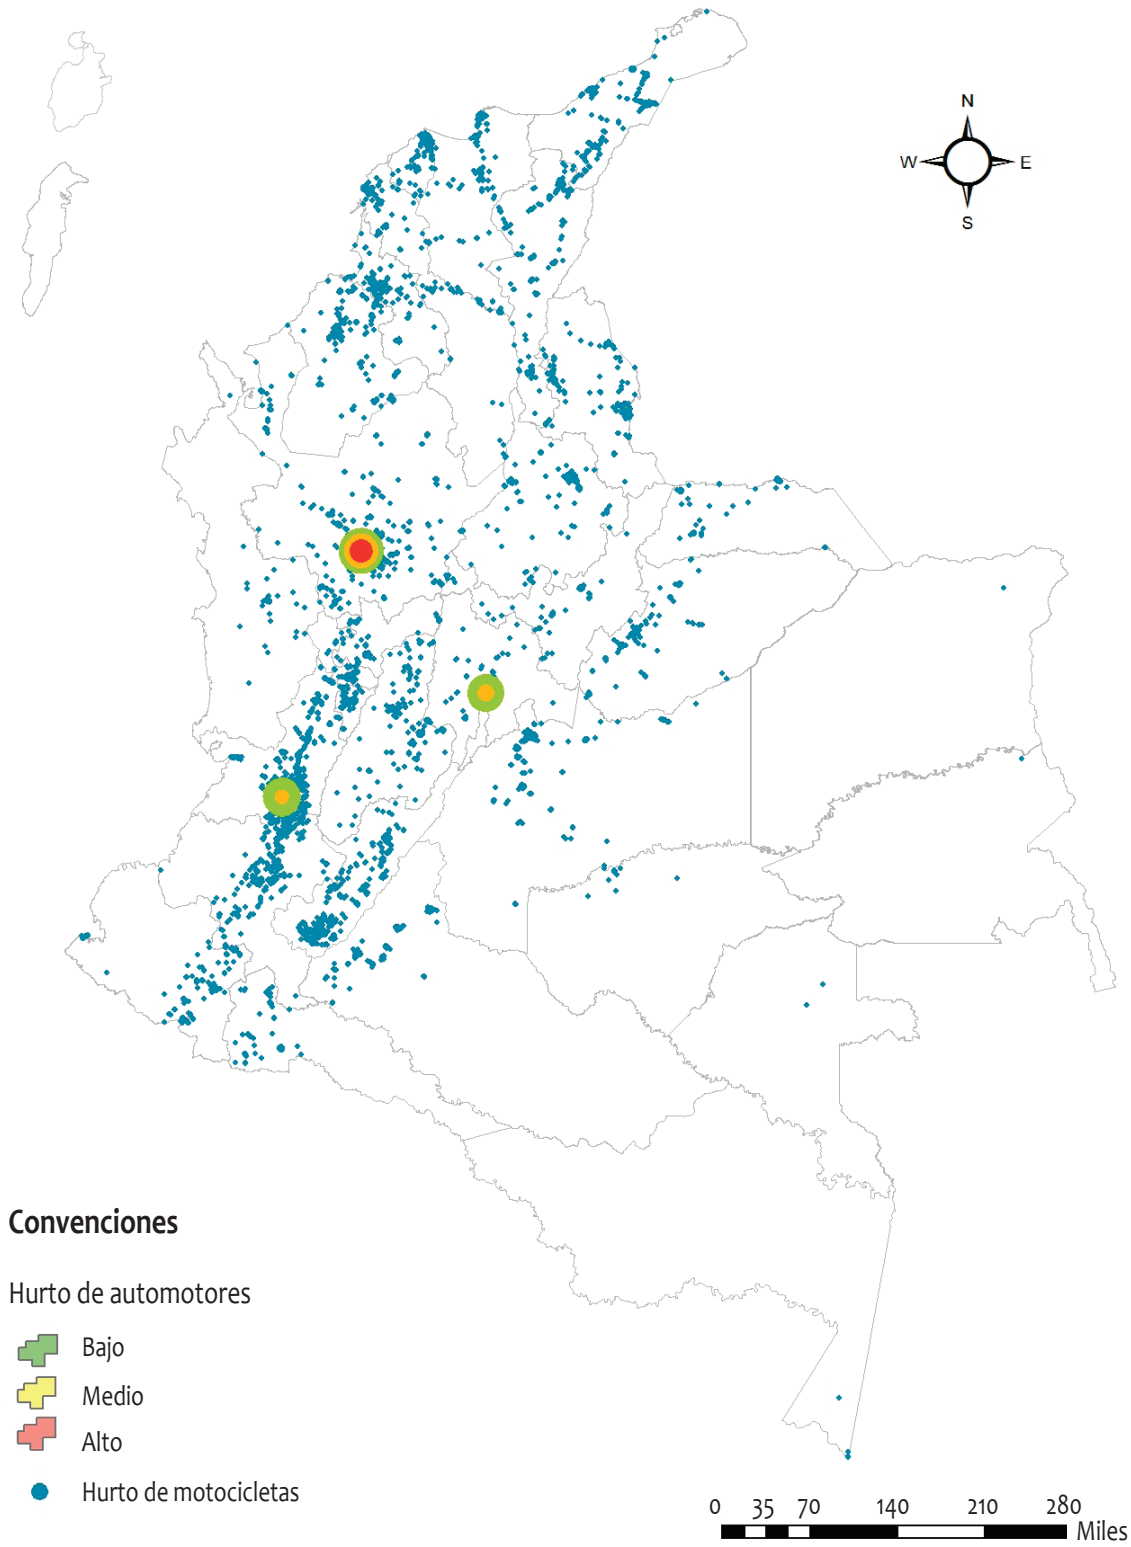 N
W E
S
Convenciones
Hurto de automotores
Bajo
Medio
Alto
Hurto de motocicletas
0 35 70 140 210 280
Miles